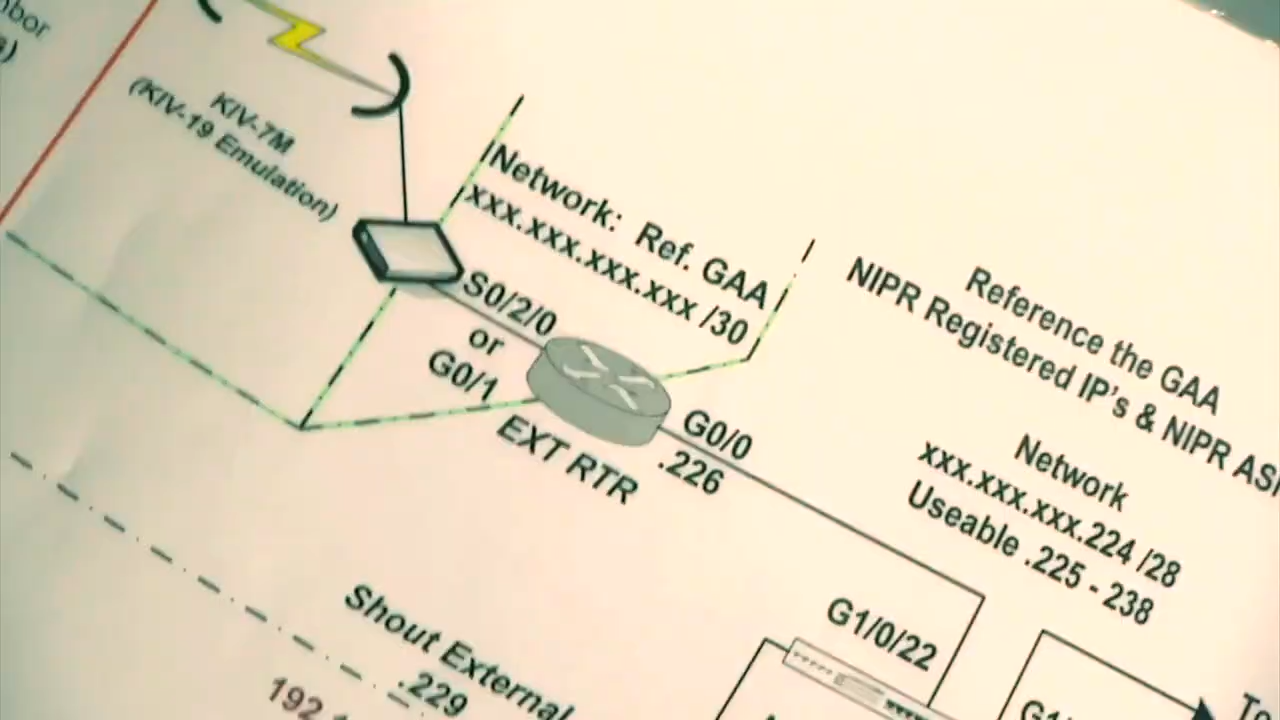 KIV-7M
(KIV-19 Emulation)
Network: Ref. GAA
xxx.xxx.xxx.xxx /30
S0/2/0
or
G0/1
EXT RTR
G0/0
.226
Reference the GAA
NIPR Registered IP's & NIPR
Network
xxx.xxx.xxx.224 /28
Useable .225 - 238
G1/0/22
Shout External
.229
192.
To